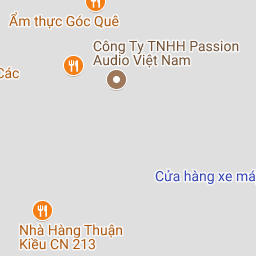 Ẩm thực Góc Quê
Công Ty TNHH Passion
Audio Việt Nam
Các
Cửa hàng xe má
Nhà Hàng Thuận
Kiều CN 213